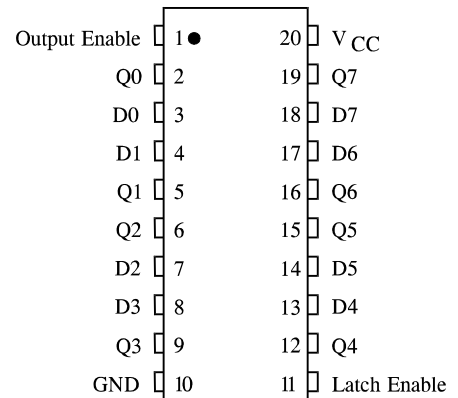 Output Enable 1 20 V CC
Q0 2 19 Q7
D0 3 18 D7
D1 4 17 D6
Q1 5 16 Q6
Q2 6 15 Q5
D2 7 14 D5
D3 8 13 D4
Q3 9 12 Q4
GND 10 11 Latch Enable